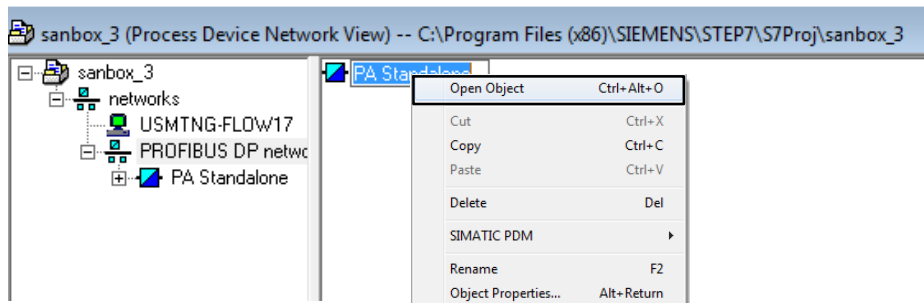 sanbox_3 (Process Device Network View) -- C:\Program Files (x86)\SIEMENS\STEP7\S7Proj\sanbox_3
sanbox_3
networks
USMTNG-FLOW17
PROFIBUS DP netwo
PA Standalone
PA Standalone
Open Object Ctrl+Alt+O
Cut Ctrl+X
Copy Ctrl+C
Paste Ctrl+V
Delete Del
SIMATIC PDM
Rename F2
Object Properties... Alt+Return